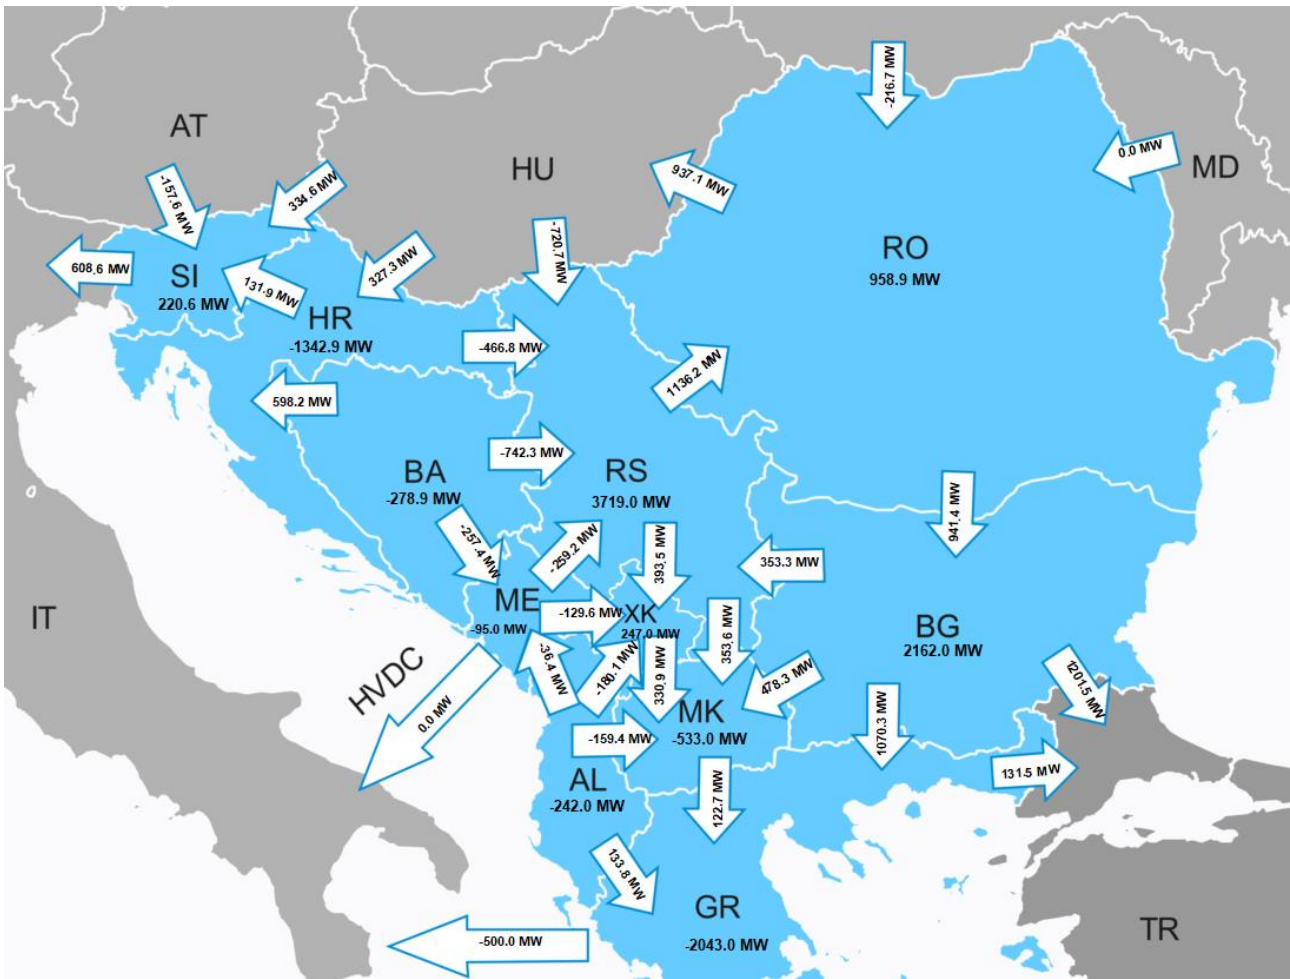 -216.7 MW
AT
0.0 MW
HU
MD
937.1 MW
334.6 MW
-157.6 MW
-720.7 MW
RO
958.9 MW
608.6 MW
SI
220.6 MW
131.9 MW
327.3 MW
HR
-1342.9 MW
-466.8 MW
1136.2 MW
598.2 MW
-742.3 MW
BA
-278.9 MW
RS
3719.0 MW
941.4 MW
-257.4 MW
-259.2 MW
393.5 MW
353.3 MW
ME
-95.0 MW
-129.6 MW
XK
247.0 MW
353.6 MW
BG
2162.0 MW
IT
HVDC
0.0 MW
-36.4 MW
-180.1 MW
330.9 MW
478.3 MW
1201.5 MW
MK
-533.0 MW
1070.3 MW
-159.4 MW
131.5 MW
AL
-242.0 MW
122.7 MW
133.8 MW
GR
-2043.0 MW
-500.0 MW
TR